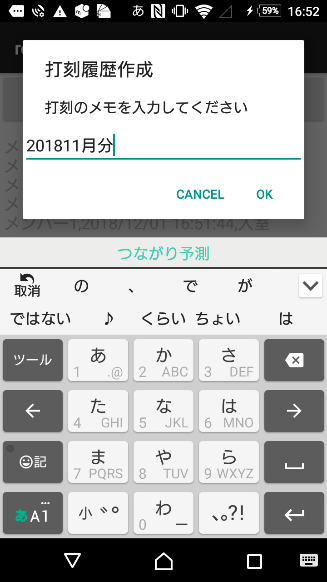 あ 59% 16:52
打刻履歴作成
打刻のメモを入力してください
201811月分
CANCEL OK
メンバー1,2018/12/01 16:51:44,入室
つながり予測
取消 の 、 で が
ではない ♪ くらい ちょい は
ツール あ 1 .@ か 2 ABC さ 3 DEF
た 4 GHI な 5 JKL は 6 MNO
記 ま 7 PQRS や 8 TUV ら 9 WXYZ
あA1 小゛゜ わ 0 ー 、。?!